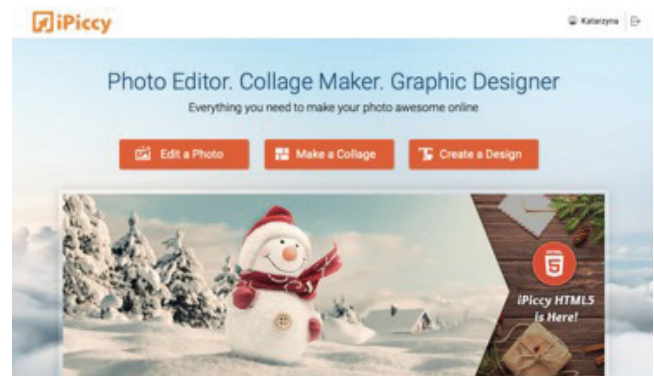 iPiccy
Katarzyna
Photo Editor. Collage Maker. Graphic Designer
Everything you need to make your photo awesome online
Edit a Photo
Make a Collage
Create a Design
HTML
5
iPiccy HTML5
is Here!